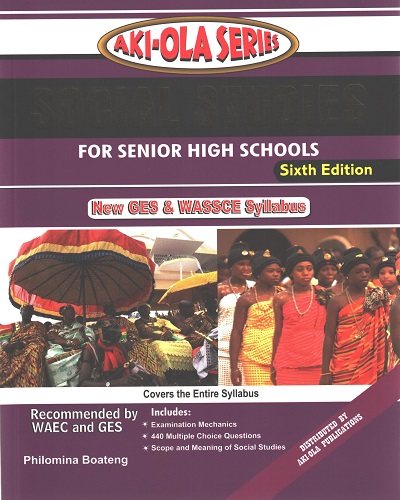 AKI-OLA SERIES
SOCIAL STUDIES
FOR SENIOR HIGH SCHOOLS
Sixth Edition
New GES & WASSCE Syllabus
Covers the Entire Syllabus
Recommended by
WAEC and GES
Philomina Boateng
Includes:
• Examination Mechanics
• 440 Multiple Choice Questions
• Scope and Meaning of Social Studies
DISTRIBUTED BY
AKI-OLA PUBLICATIONS